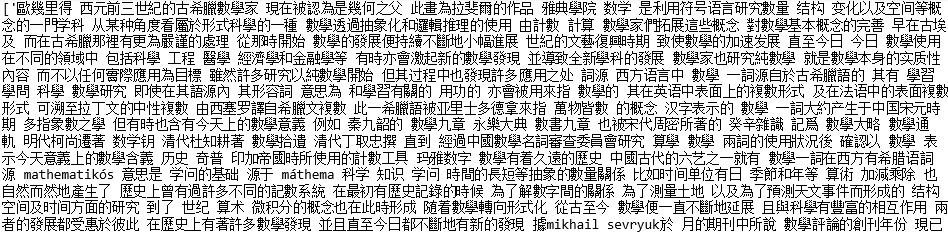 ['歐幾里得 西元前三世紀的古希臘數學家 現在被認為是幾何之父 此畫為拉斐爾的作品 雅典學院 数学 是利用符号语言研究數量 结构 变化以及空间等概
念的一門学科 从某种角度看屬於形式科學的一種 數學透過抽象化和邏輯推理的使用 由計數 計算 數學家們拓展這些概念 對數學基本概念的完善 早在古埃
及 而在古希臘那裡有更為嚴謹的處理 從那時開始 數學的發展便持續不斷地小幅進展 世紀的文藝復興時期 致使數學的加速发展 直至今日 今日 數學使用
在不同的領域中 包括科學 工程 醫學 經濟學和金融學等 有時亦會激起新的數學發現 並導致全新學科的發展 數學家也研究純數學 就是數學本身的实质性
內容 而不以任何實際應用為目標 雖然許多研究以純數學開始 但其过程中也發現許多應用之处 詞源 西方语言中 數學 一詞源自於古希臘語的 其有 學習
學問 科學 數學研究 即使在其語源內 其形容詞 意思為 和學習有關的 用功的 亦會被用來指 數學的 其在英语中表面上的複數形式 及在法语中的表面複數
形式 可溯至拉丁文的中性複數 由西塞罗譯自希臘文複數 此一希臘語被亚里士多德拿來指 萬物皆數 的概念 汉字表示的 數學 一詞大約产生于中国宋元時
期 多指象數之學 但有時也含有今天上的數學意義 例如 秦九韶的 數學九章 永樂大典 數書九章 也被宋代周密所著的 癸辛雜識 记爲 數學大略 數學通
軌 明代柯尚遷著 数学钥 清代杜知耕著 數學拾遺 清代丁取忠撰 直到 經過中國數學名詞審查委員會研究 算學 數學 兩詞的使用狀況後 確認以 數學 表
示今天意義上的數學含義 历史 奇普 印加帝國時所使用的計數工具 玛雅数字 數學有着久遠的歷史 中國古代的六艺之一就有 數學一詞在西方有希腊语詞
源 mathematikós 意思是 学问的基础 源于 máthema 科学 知识 学问 時間的長短等抽象的數量關係 比如时间单位有日 季節和年等 算術 加減乘除 也
自然而然地產生了 歷史上曾有過許多不同的記數系統 在最初有歷史記錄的時候 為了解數字間的關係 為了測量土地 以及為了預測天文事件而形成的 結构
空间及时间方面的研究 到了 世纪 算术 微积分的概念也在此時形成 隨着數學轉向形式化 從古至今 數學便一直不斷地延展 且與科學有豐富的相互作用 兩
者的發展都受惠於彼此 在歷史上有著許多數學發現 並且直至今日都不斷地有新的發現 據mikhail sevryuk於 月的期刊中所說 數學評論的創刊年份 現已